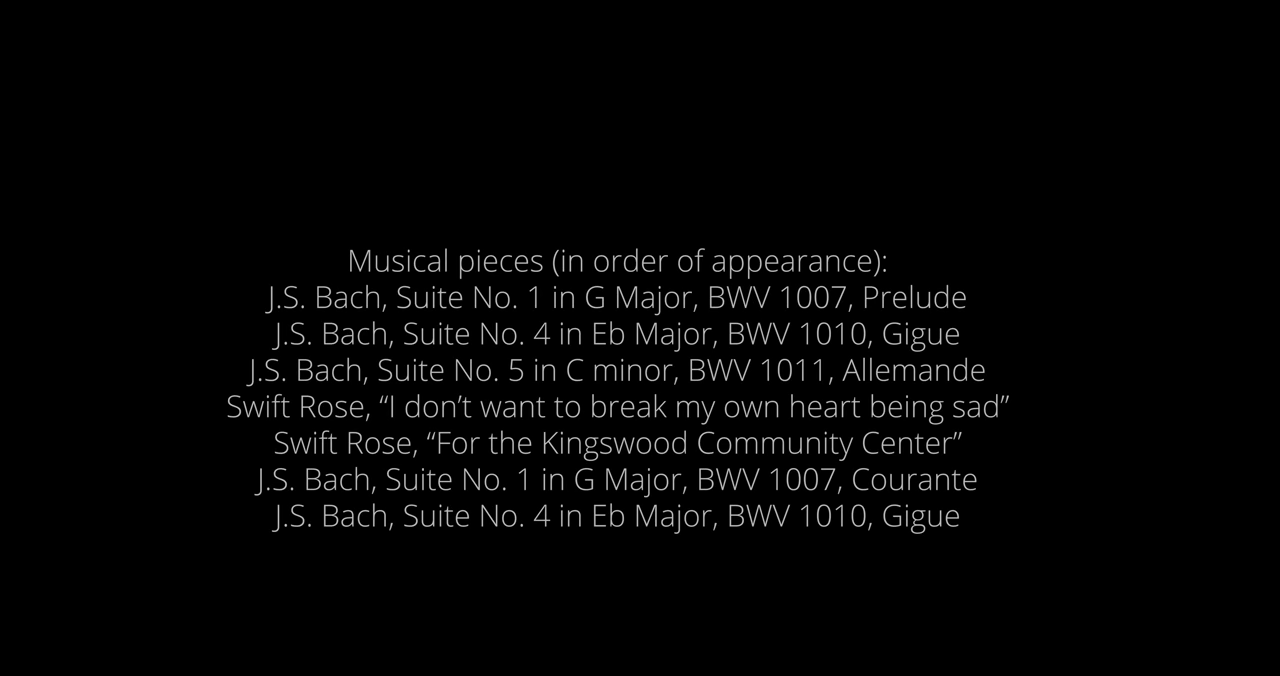 Musical pieces (in order of appearance):
J.S. Bach, Suite No. 1 in G Major, BWV 1007, Prelude
J.S. Bach, Suite No. 4 in Eb Major, BWV 1010, Gigue
J.S. Bach, Suite No. 5 in C minor, BWV 1011, Allemande
Swift Rose, “I don’t want to break my own heart being sad”
Swift Rose, “For the Kingswood Community Center”
J.S. Bach, Suite No. 1 in G Major, BWV 1007, Courante
J.S. Bach, Suite No. 4 in Eb Major, BWV 1010, Gigue